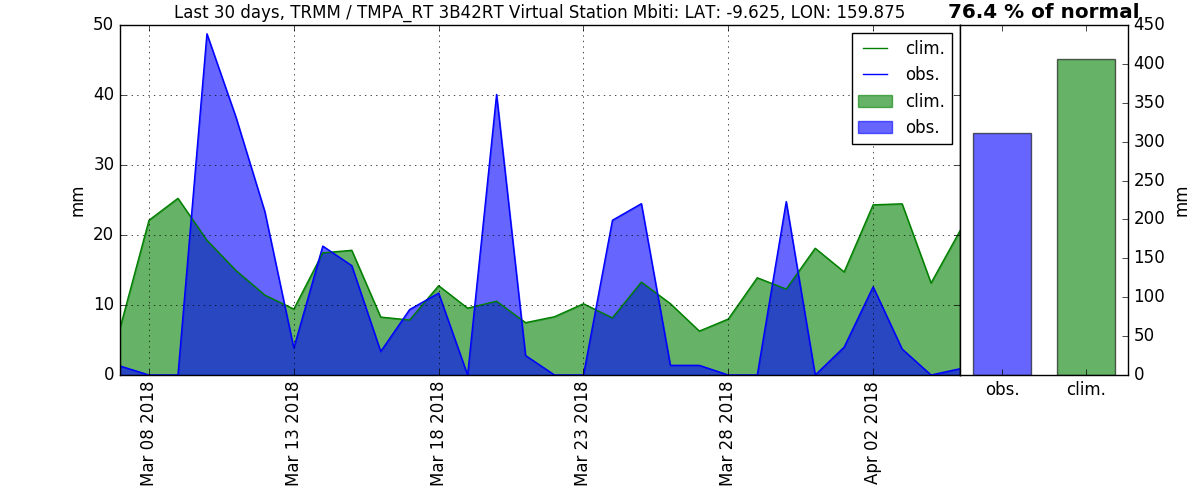 Last 30 days, TRMM / TMPA_RT 3B42RT Virtual Station Mbiti: LAT: -9.625, LON: 159.875
76.4 % of normal
50
40
30
20
10
0
mm
clim.
obs.
clim.
obs.
Mar 08 2018
Mar 13 2018
Mar 18 2018
Mar 23 2018
Mar 28 2018
Apr 02 2018
450
400
350
300
250
200
150
100
50
0
mm
obs.
clim.